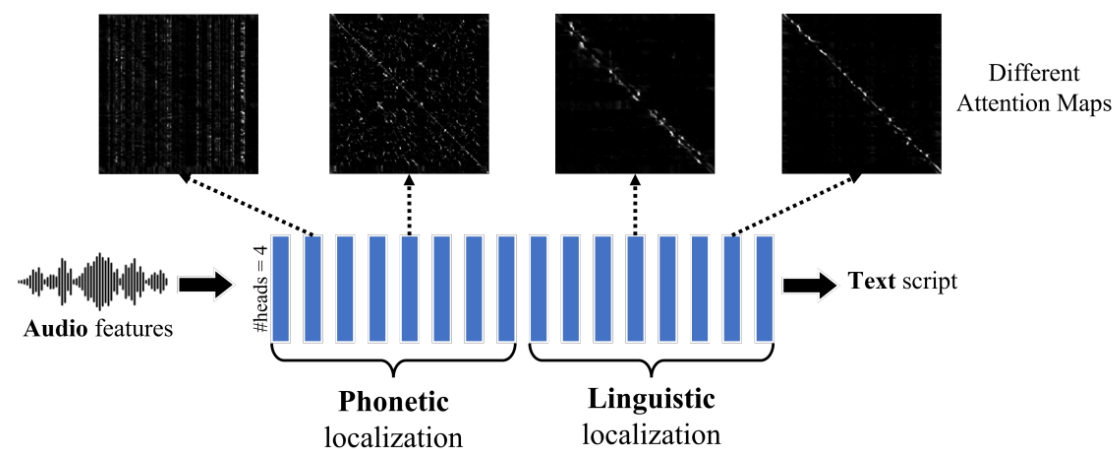 Different
Attention Maps
#heads = 4
Audio features
Text script
Phonetic
localization
Linguistic
localization